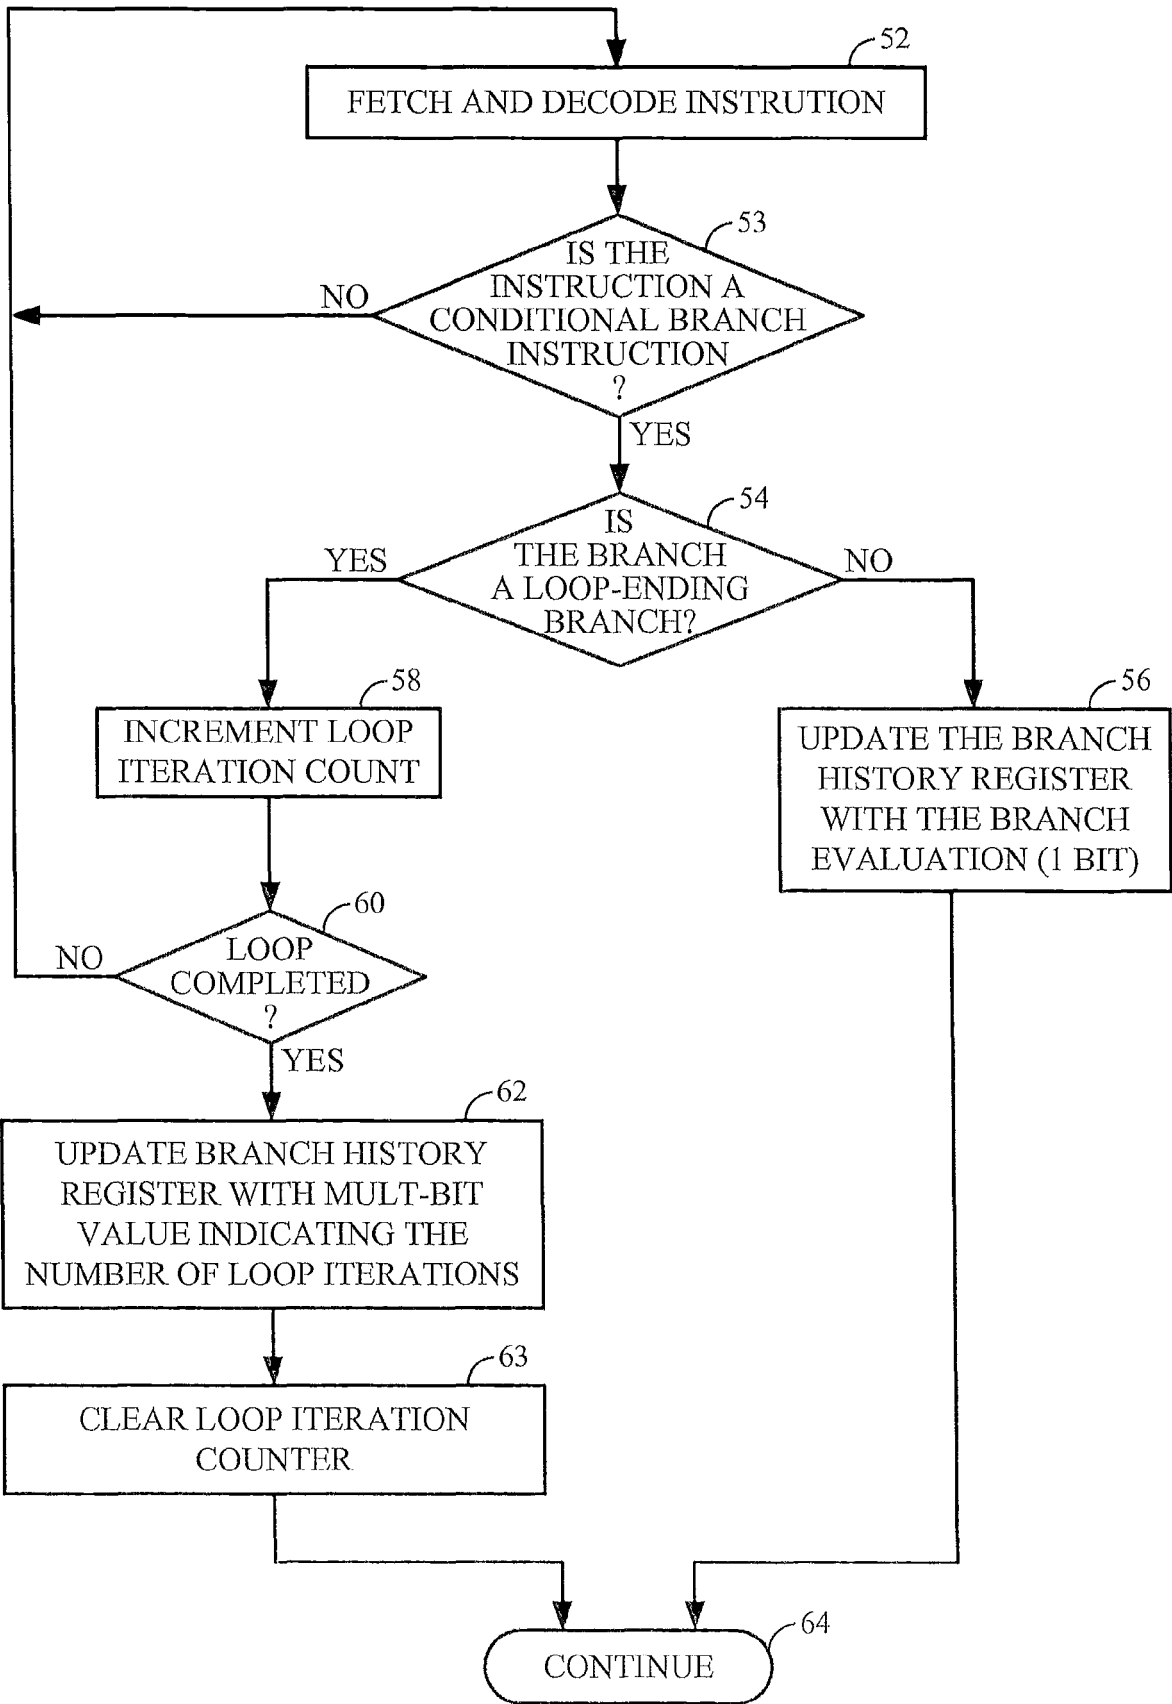 52
FETCH AND DECODE INSTRUTION
53
IS THE
INSTRUCTION A
CONDITIONAL BRANCH
INSTRUCTION
?
NO
YES
54
IS
THE BRANCH
A LOOP-ENDING
BRANCH?
YES
NO
58
INCREMENT LOOP
ITERATION COUNT
56
UPDATE THE BRANCH
HISTORY REGISTER
WITH THE BRANCH
EVALUATION (1 BIT)
60
LOOP
COMPLETED
?
NO
YES
62
UPDATE BRANCH HISTORY
REGISTER WITH MULT-BIT
VALUE INDICATING THE
NUMBER OF LOOP ITERATIONS
63
CLEAR LOOP ITERATION
COUNTER
64
CONTINUE